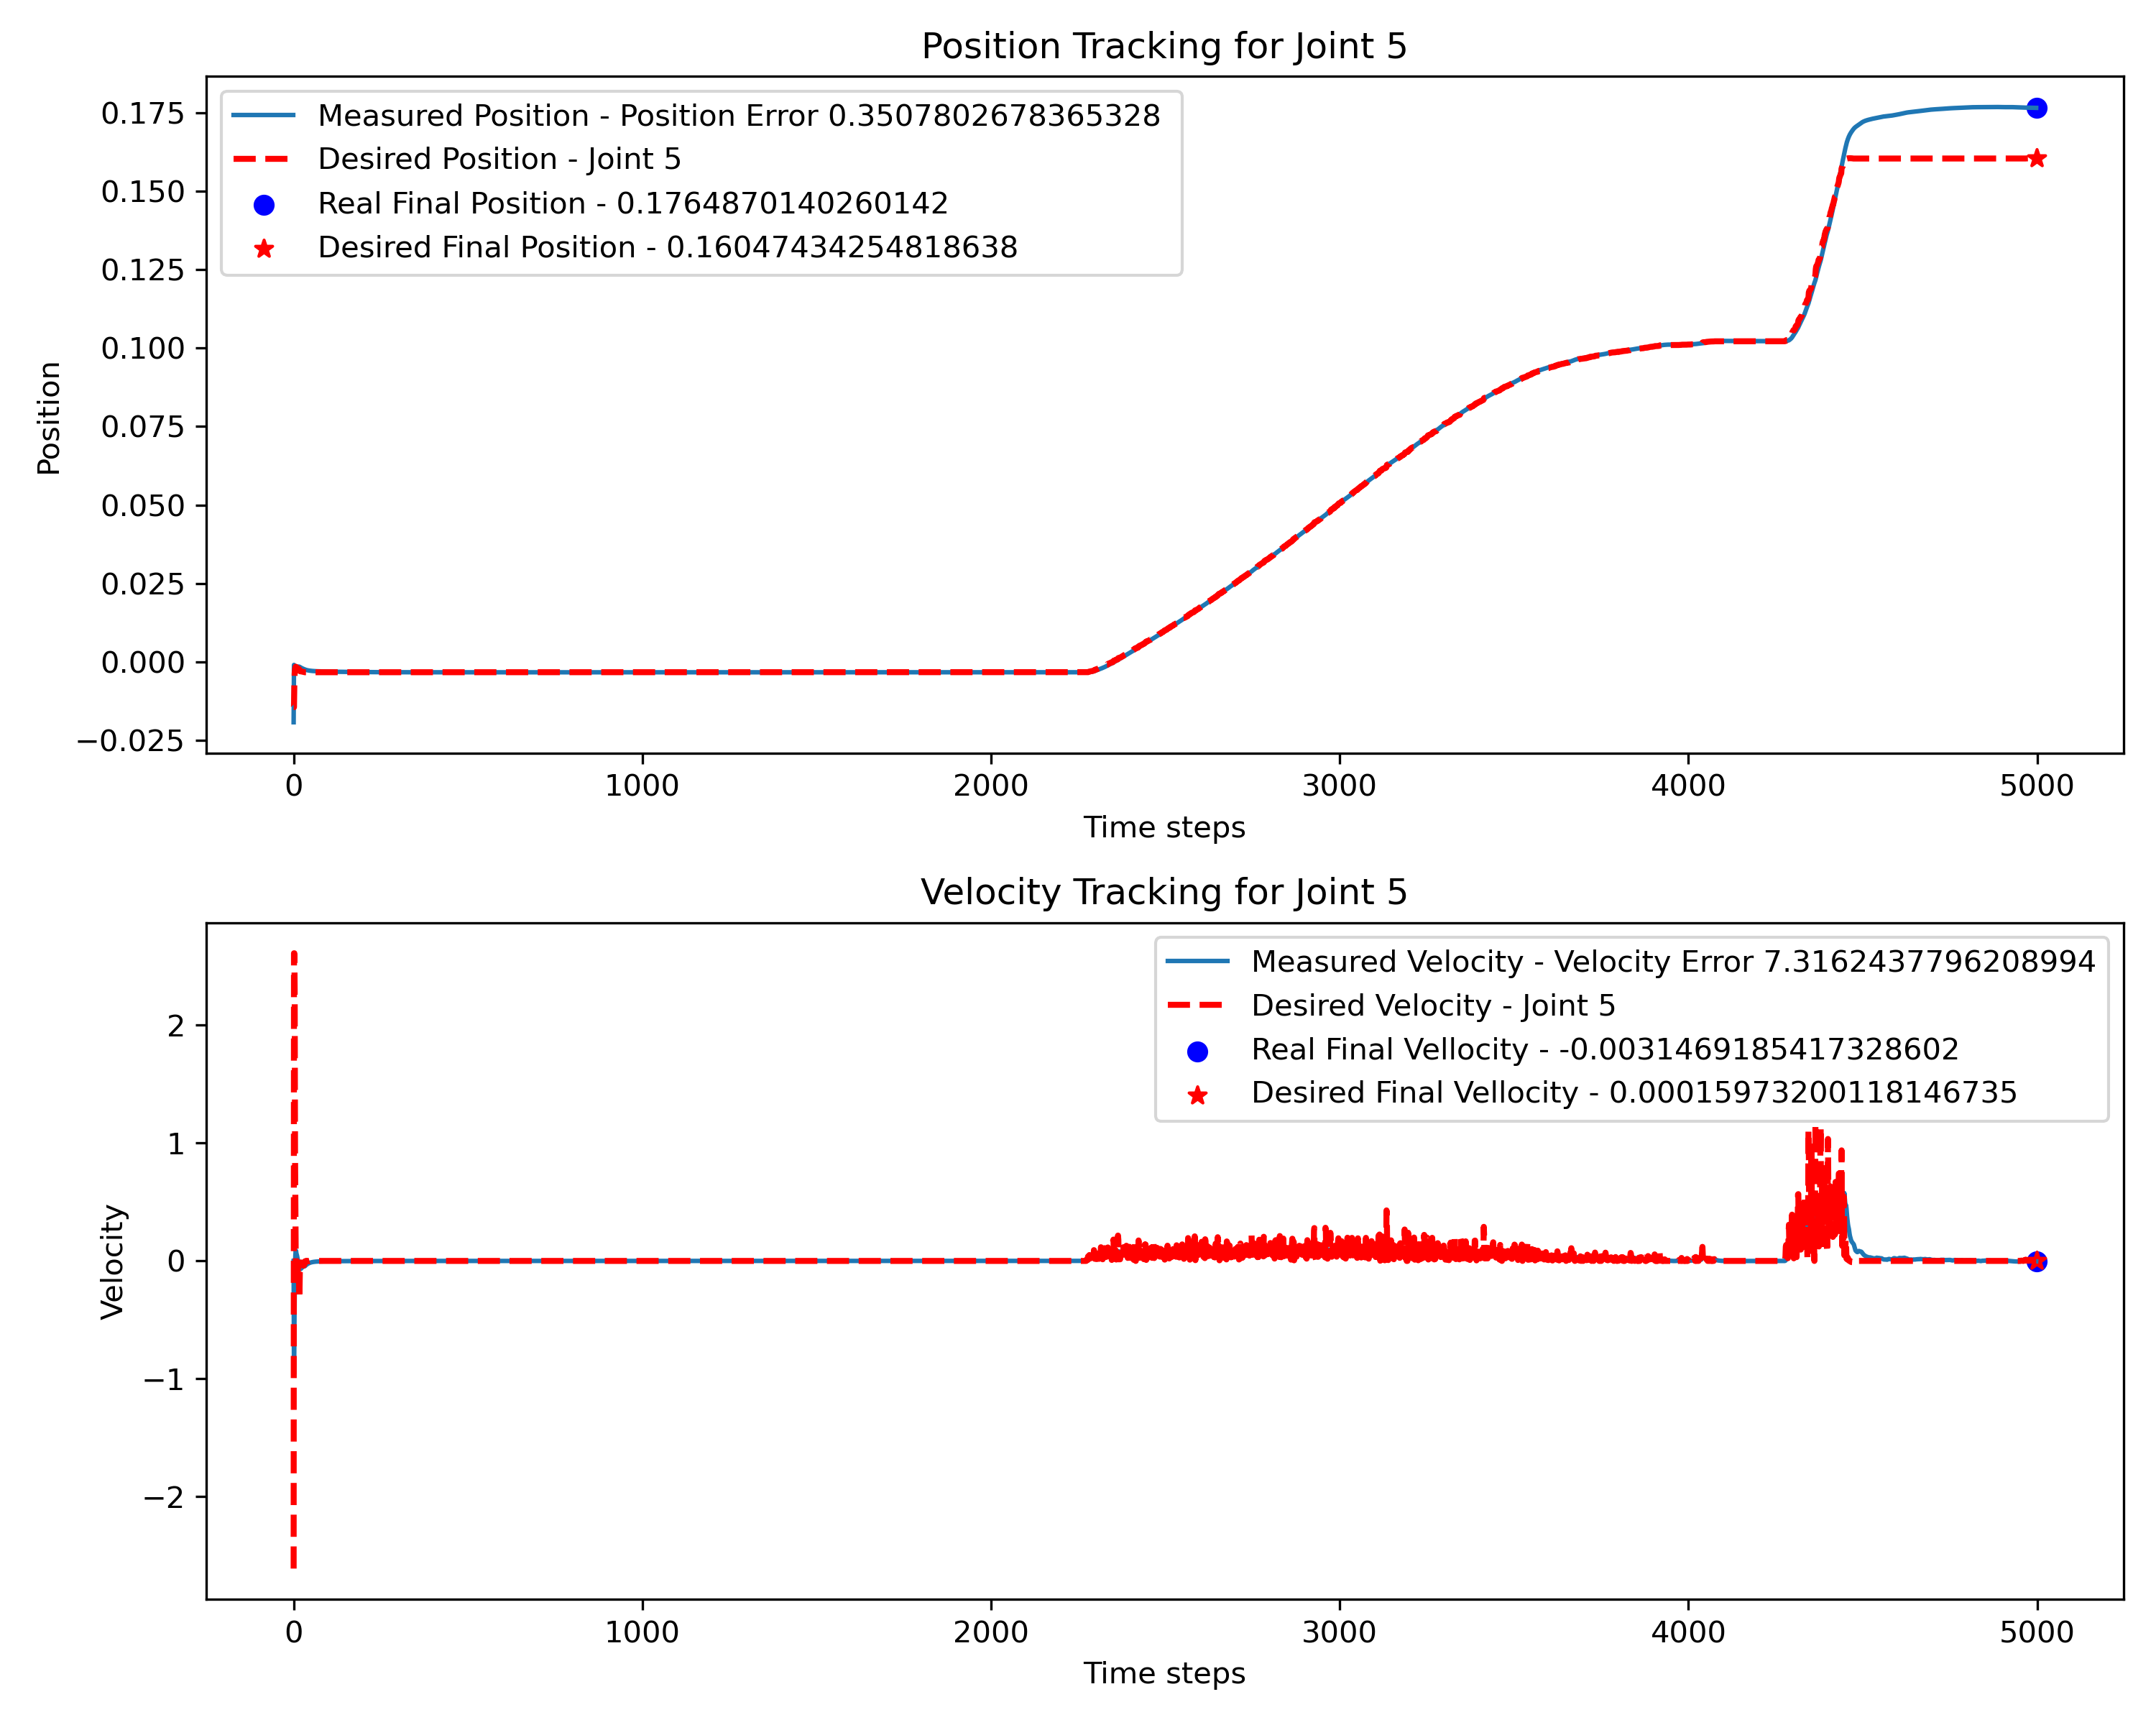 Position Tracking for Joint 5
Measured Position - Position Error 0.3507802678365328
Desired Position - Joint 5
Real Final Position - 0.1764870140260142
Desired Final Position - 0.16047434254818638
0.175
0.150
0.125
0.100
0.075
0.050
0.025
0.000
−0.025
Position
0 1000 2000 3000 4000 5000
Time steps
Velocity Tracking for Joint 5
Measured Velocity - Velocity Error 7.3162437796208994
Desired Velocity - Joint 5
Real Final Vellocity - -0.0031469185417328602
Desired Final Vellocity - 0.00015973200118146735
2
1
0
−1
−2
Velocity
0 1000 2000 3000 4000 5000
Time steps